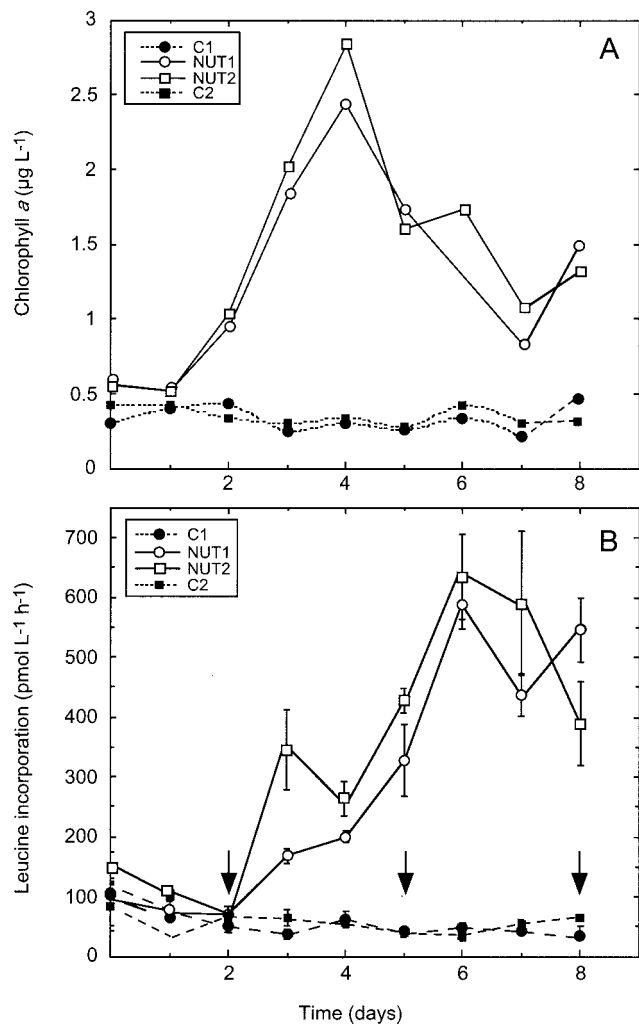 A
C1
NUT1
NUT2
C2
Chlorophyll a (µg L-1)
3
2.5
2
1.5
1
0.5
0
2
4
6
8
B
C1
NUT1
NUT2
C2
Leucine incorporation (pmol L-1 h-1)
700
600
500
400
300
200
100
0
0
2
4
6
8
Time (days)